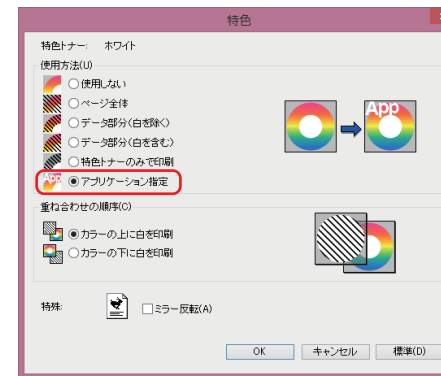 特色
特色トナー: ホワイト
使用方法(U)
使用しない
ページ全体
データ部分(白を除く)
データ部分(白を含む)
特色トナーのみで印刷
App
アプリケーション指定
App
重ね合わせの順序(C)
カラーの上に白を印刷
カラーの下に白を印刷
特殊:
ミラー反転(A)
OK
キャンセル
標準(D)